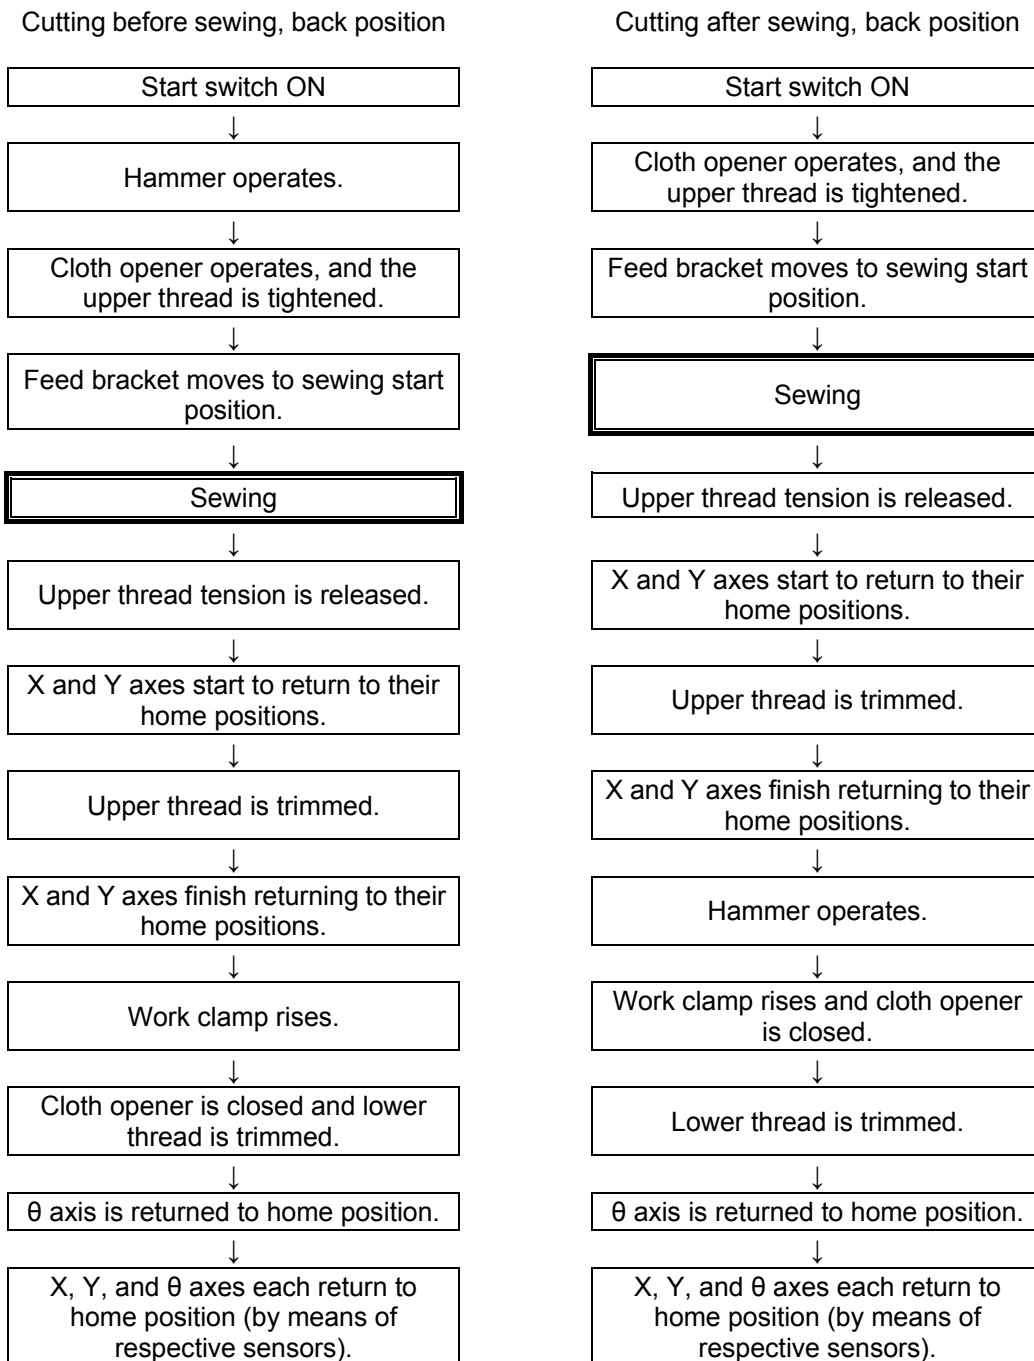 Cutting before sewing, back position
Start switch ON
↓
Hammer operates.
↓
Cloth opener operates, and the
upper thread is tightened.
↓
Feed bracket moves to sewing start
position.
↓
Sewing
↓
Upper thread tension is released.
↓
X and Y axes start to return to their
home positions.
↓
Upper thread is trimmed.
↓
X and Y axes finish returning to their
home positions.
↓
Work clamp rises.
↓
Cloth opener is closed and lower
thread is trimmed.
↓
θ axis is returned to home position.
↓
X, Y, and θ axes each return to
home position (by means of
respective sensors).
Cutting after sewing, back position
Start switch ON
↓
Cloth opener operates, and the
upper thread is tightened.
↓
Feed bracket moves to sewing start
position.
↓
Sewing
↓
Upper thread tension is released.
↓
X and Y axes start to return to their
home positions.
↓
Upper thread is trimmed.
↓
X and Y axes finish returning to their
home positions.
↓
Hammer operates.
↓
Work clamp rises and cloth opener
is closed.
↓
Lower thread is trimmed.
↓
θ axis is returned to home position.
↓
X, Y, and θ axes each return to
home position (by means of
respective sensors).